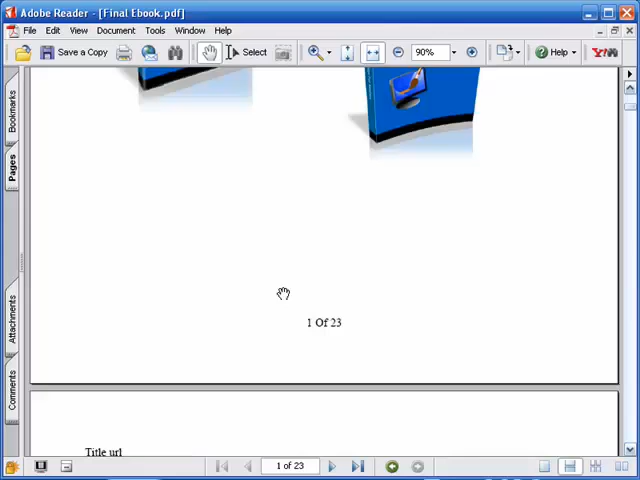 Adobe Reader - [Final Ebook.pdf]
File Edit View Document Tools Window Help
Save a Copy Select 90% Help Y!
Bookmarks
Pages
Attachments
Comments
1 Of 23
Title url
1 of 23